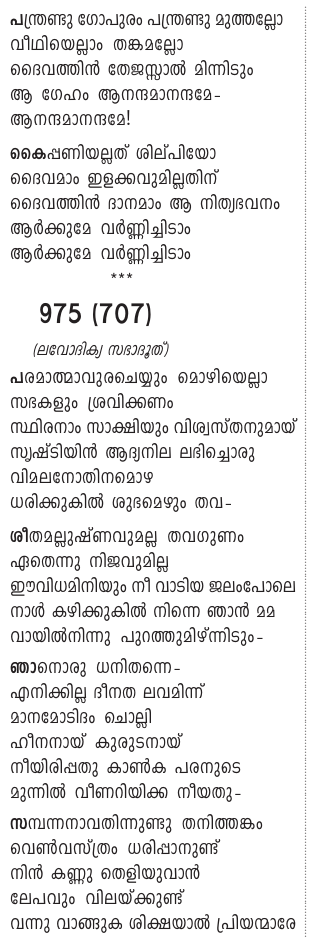 പന്ത്രണ്ടു ഗോപുരം പന്ത്രണ്ടു മുത്തല്ലോ
വീഥിയെല്ലാം തങ്കമല്ലോ
ദൈവത്തിൻ തേജസ്സാൽ മിന്നിടും
ആ ഗേഹം ആനന്ദമാനന്ദമേ-
ആനന്ദമാനന്ദമേ!
കൈപ്പണിയല്ലത് ശില്പിയോ
ദൈവമാം ഇളക്കവുമില്ലതിന്
ദൈവത്തിൻ ദാനമാം ആ നിത്യഭവനം
ആർക്കുമേ വർണ്ണിച്ചിടാം
ആർക്കുമേ വർണ്ണിച്ചിടാം
***
975 (707)
(ലവോദിക്യ സഭാദൂത്)
പരമാത്മാവുരചെയ്യും മൊഴിയെല്ലാ
സഭകളും ശ്രവിക്കണം
സ്ഥിരനാം സാക്ഷിയും വിശ്വസ്തനുമായ്
സൃഷ്ടിയിൻ ആദ്യനില ലഭിച്ചൊരു
വിമലനോതിനമൊഴ
ധരിക്കുകിൽ ശുഭമെഴും തവ-
ശീതമല്ലുഷ്ണവുമല്ല തവഗുണം
ഏതെന്നു നിജവുമില്ല
ഈവിധമിനിയും നീ വാടിയ ജലംപോലെ
നാൾ കഴിക്കുകിൽ നിന്നെ ഞാൻ മമ
വായിൽനിന്നു പുറത്തുമിഴ്ന്നിടും-
ഞാനൊരു ധനിതന്നെ-
എനിക്കില്ല ദീനത ലവമിന്ന്
മാനമോടിദം ചൊല്ലി
ഹീനനായ് കുരുടനായ്
നീയിരിപ്പതു കാൺക പരനുടെ
മുന്നിൽ വീണറിയിക്ക നീയതു-
സമ്പന്നനാവതിന്നുണ്ടു തനിത്തങ്കം
വെൺവസ്ത്രം ധരിപ്പാനുണ്ട്
നിൻ കണ്ണു തെളിയുവാൻ
ലേപവും വിലയ്ക്കുണ്ട്
വന്നു വാങ്ങുക ശിക്ഷയാൽ പ്രിയന്മാരേ